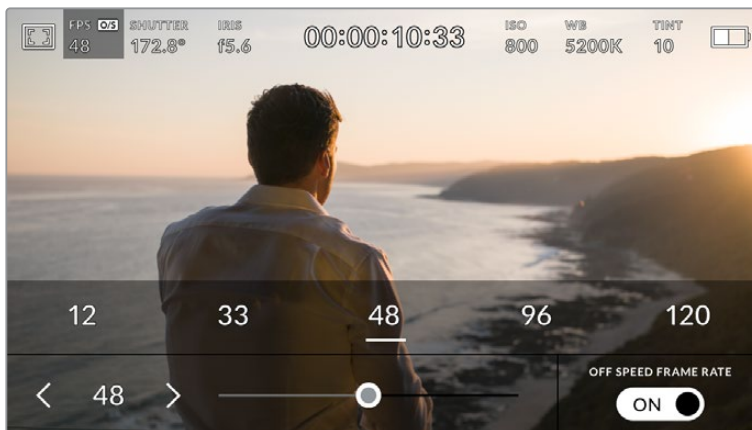 FPS O/S SHUTTER IRIS 00:00:10:33 ISO WB TINT
48 172.8° f5.6 800 5200K 10
12 33 48 96 120
OFF SPEED FRAME RATE
48 ON